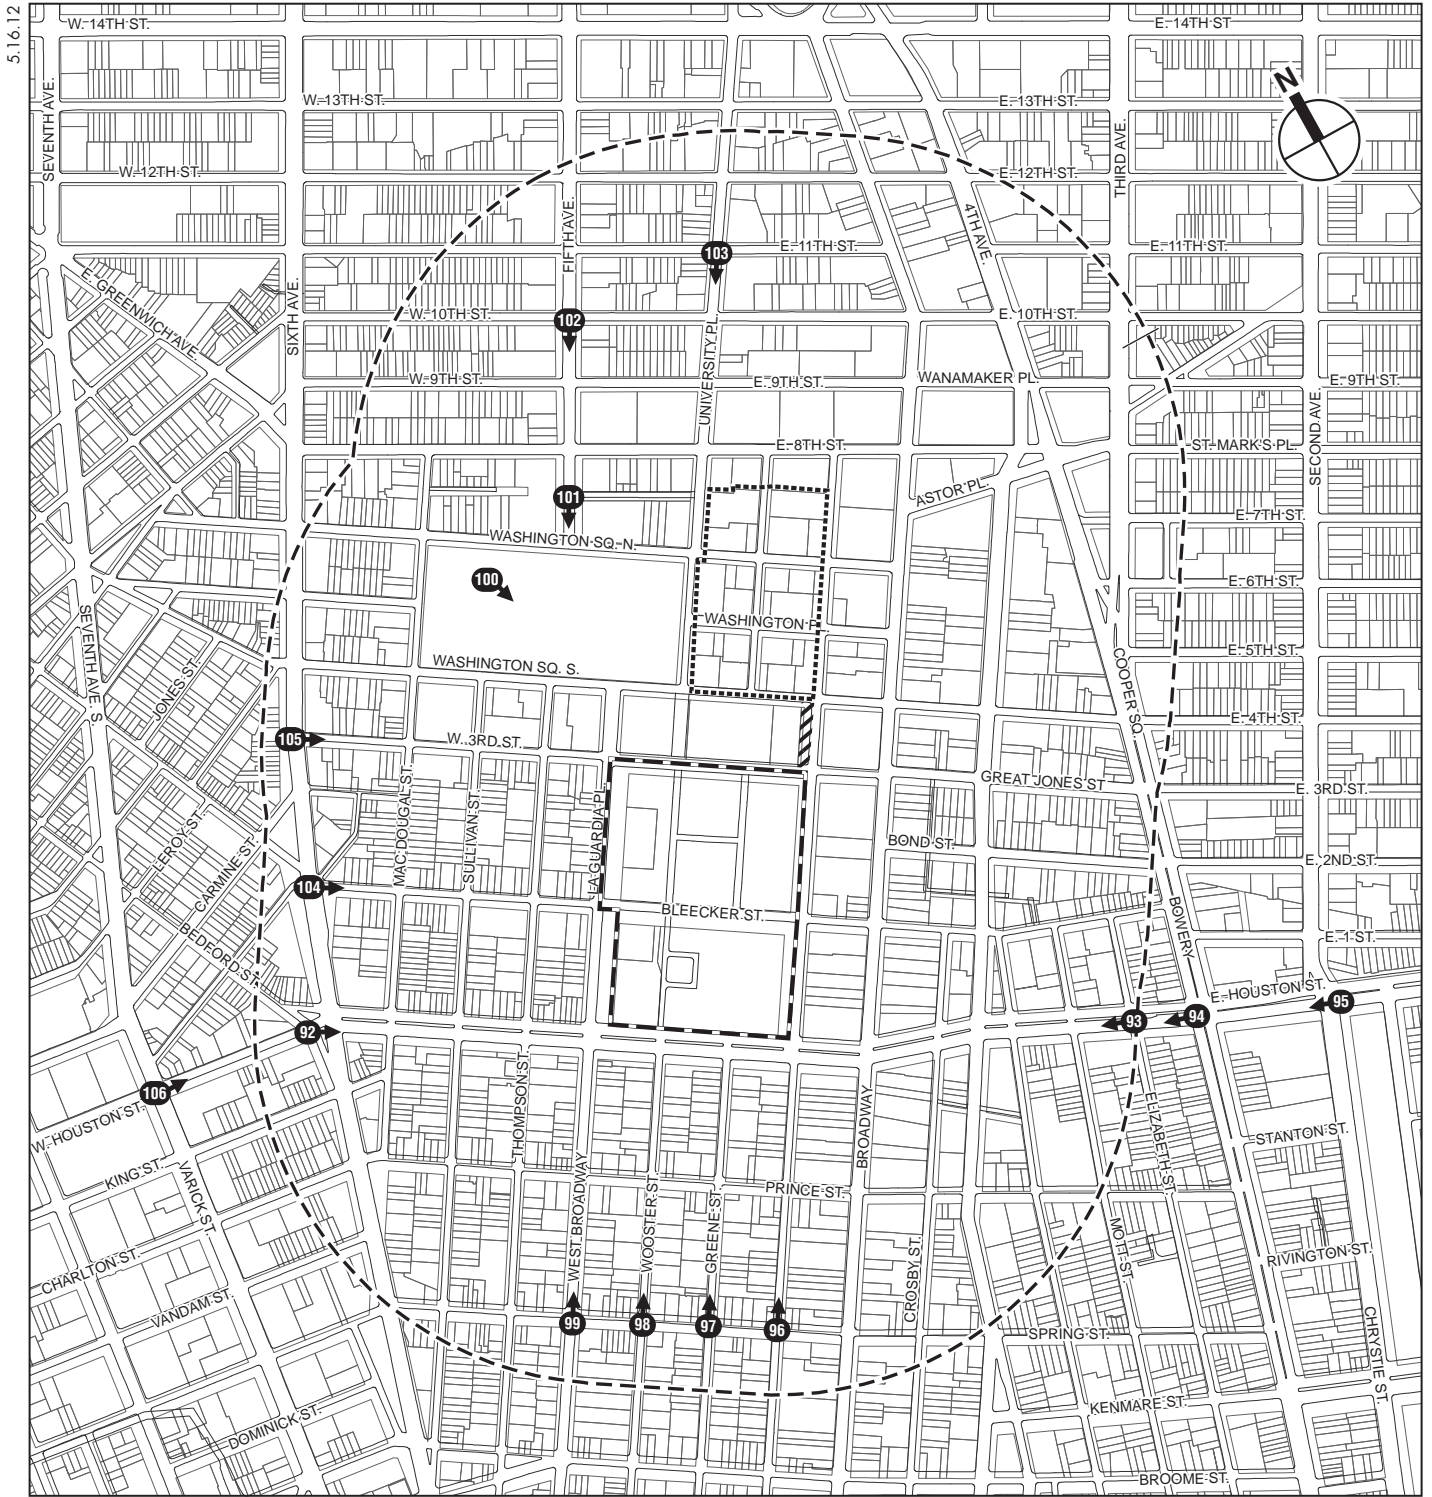 5.16.12
W. 14TH ST.
E. 14TH ST
SEVENTH AVE.
W. 13TH ST.
E. 13TH ST.
N
W. 12TH ST.
E. 12TH ST.
THIRD AVE.
FIFTH AVE.
4TH AVE.
103
E. 11TH ST.
E. 11TH ST.
E. GREENWICH AVE.
SIXTH AVE.
W. 10TH ST.
102
UNIVERSITY PL.
E. 10TH ST.
W. 9TH ST.
E. 9TH ST.
WANAMAKER PL.
E. 9TH ST.
E. 8TH ST.
ST. MARK'S PL.
SECOND AVE.
101
ASTOR PL.
E. 7TH ST.
WASHINGTON SQ. N.
100
E. 6TH ST.
SEVENTH AVE. S.
WASHINGTON PL.
WASHINGTON SQ. S.
E. 5TH ST.
JONES ST.
COOPER SQ.
E. 4TH ST.
105
W. 3RD ST.
GREAT JONES ST
E. 3RD ST.
MAC DOUGAL ST.
SULLIVAN ST.
LA GUARDIA PL.
LEROY ST.
CARMINE ST.
BOND ST.
E. 2ND ST.
104
BLEECKER ST.
BOWERY
BEDFORD ST.
E. 1 ST.
E. HOUSTON ST.
92
93
94
95
106
W. HOUSTON ST.
THOMPSON ST.
BROADWAY
ELIZABETH ST.
STANTON ST.
KING ST.
VARICK ST.
WEST BROADWAY
WOOSTER ST.
GREENE ST.
PRINCE ST.
MOTT ST.
CHARLTON ST.
CROSBY ST.
RIVINGTON ST.
VANDAM ST.
99
98
97
96
SPRING ST.
CHRYSTIE ST.
DOMINICK ST.
KENMARE ST.
BROOME ST.